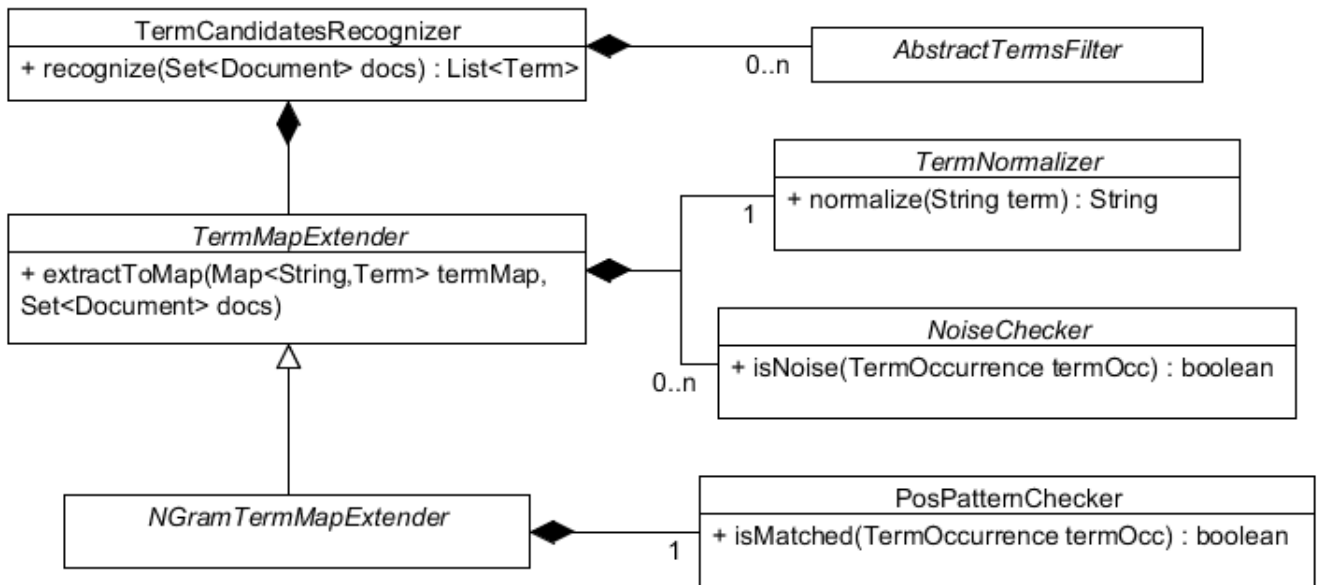 TermCandidatesRecognizer
+ recognize(Set<Document> docs) : List<Term>
0..n
AbstractTermsFilter
TermMapExtender
+ extractToMap(Map<String,Term> termMap,
Set<Document> docs)
1
TermNormalizer
+ normalize(String term) : String
0..n
NoiseChecker
+ isNoise(TermOccurrence termOcc) : boolean
NGramTermMapExtender
1
PosPatternChecker
+ isMatched(TermOccurrence termOcc) : boolean